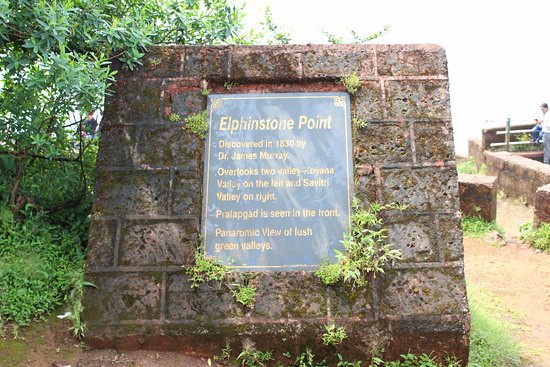 Elphinstone Point
Discovered in 1830 by
Dr. James Murray.
Overlooks two valley-Koyana
Valley on the left and Savitri
Valley on right.
Pratapgad is seen in the front.
Panaromic View of lush
green valleys.